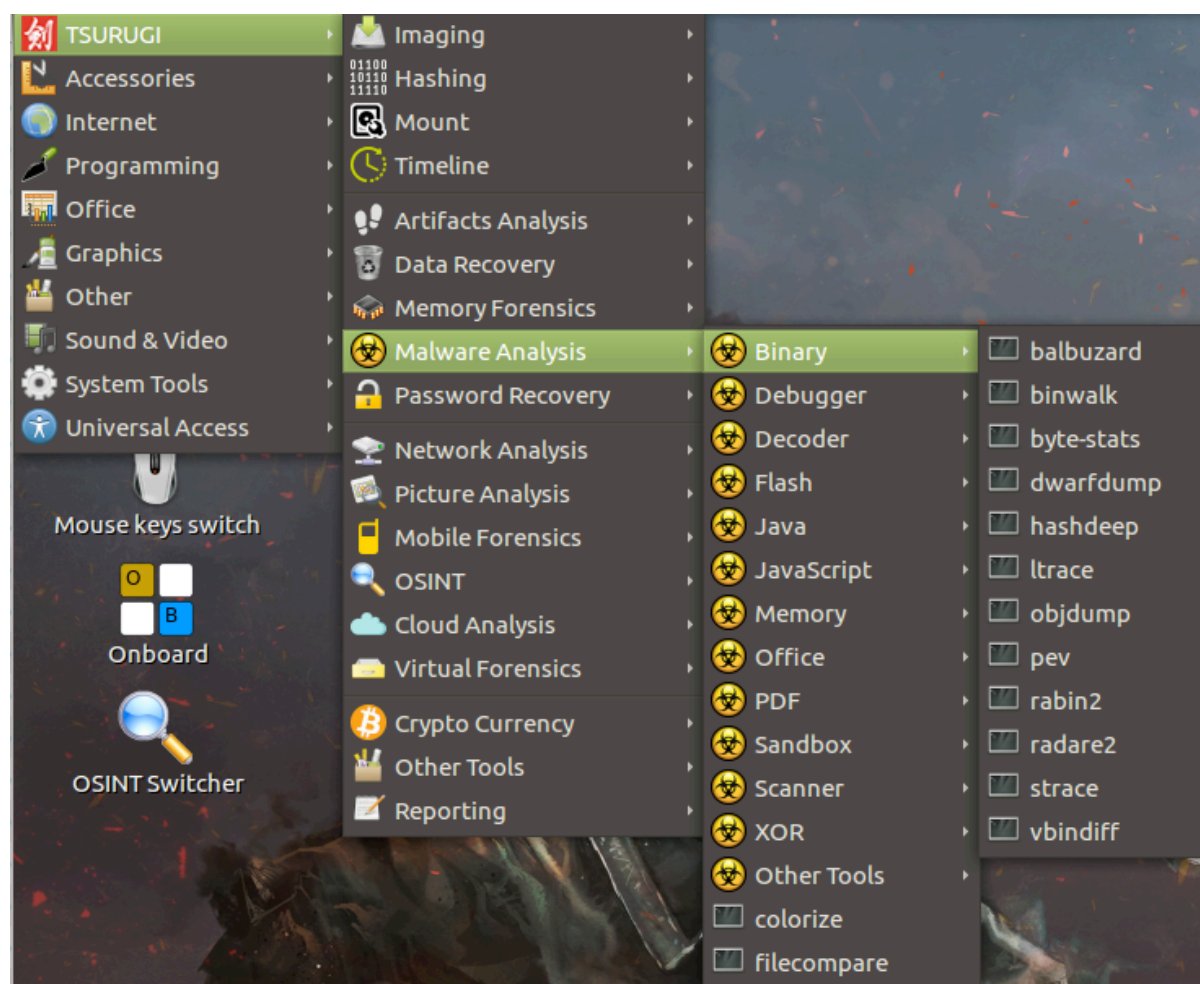 剣 TSURUGI
Accessories
Internet
Programming
Office
Graphics
Other
Sound & Video
System Tools
Universal Access
Mouse keys switch
O
B
Onboard
OSINT Switcher
01100
10110
11110
Imaging
Hashing
Mount
Timeline
Artifacts Analysis
Data Recovery
Memory Forensics
Malware Analysis
Password Recovery
Network Analysis
Picture Analysis
Mobile Forensics
OSINT
Cloud Analysis
Virtual Forensics
Crypto Currency
Other Tools
Reporting
Binary
Debugger
Decoder
Flash
Java
JavaScript
Memory
Office
PDF
Sandbox
Scanner
XOR
Other Tools
colorize
filecompare
balbuzard
binwalk
byte-stats
dwarfdump
hashdeep
ltrace
objdump
pev
rabin2
radare2
strace
vbindiff